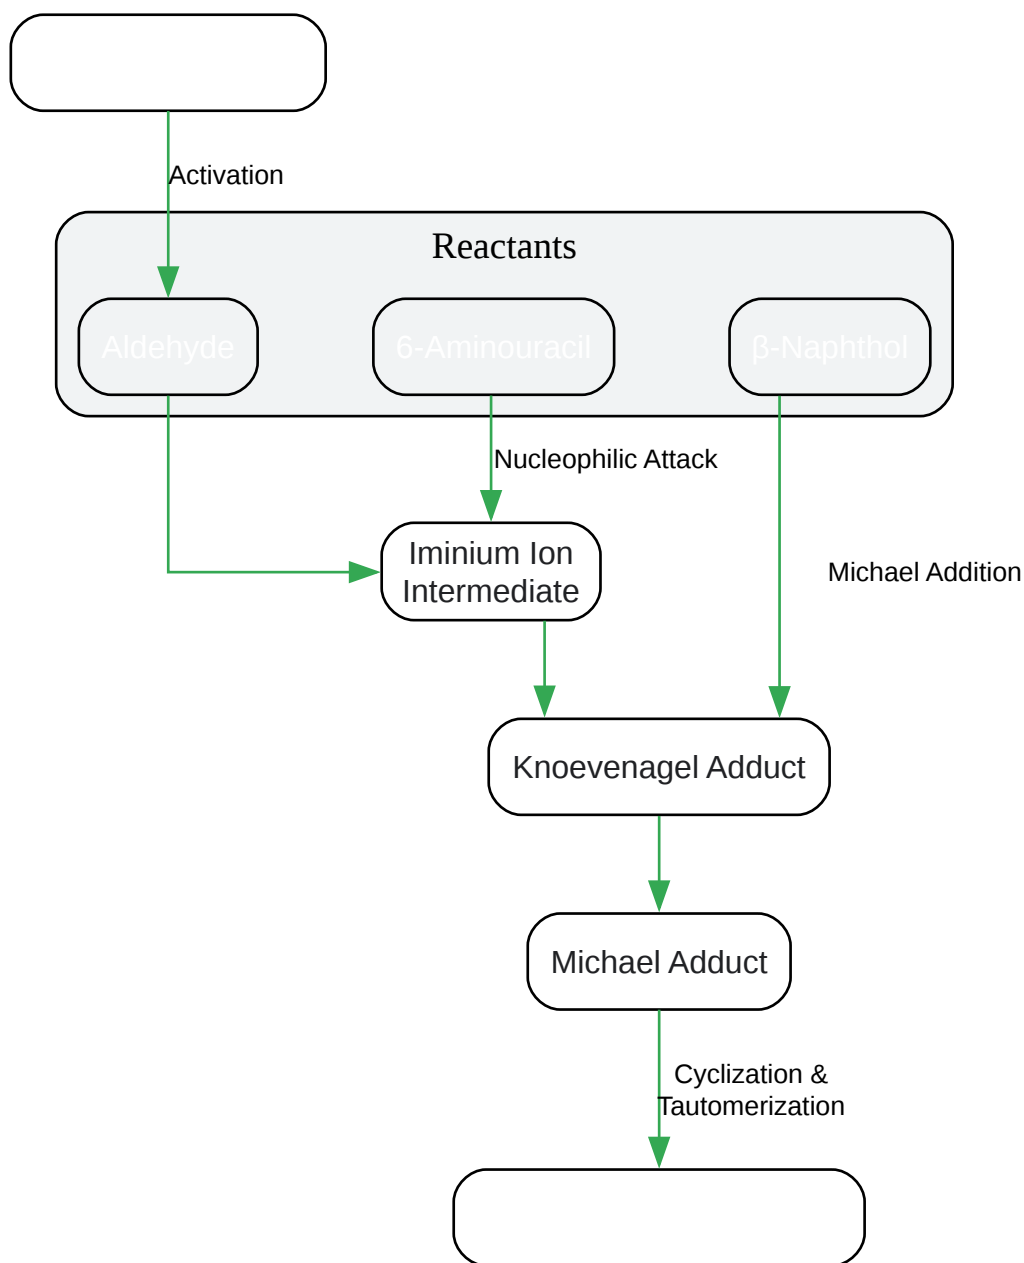 Activation
Reactants
Aldehyde
6-Aminouracil
β-Naphthol
Nucleophilic Attack
Iminium Ion
Intermediate
Michael Addition
Knoevenagel Adduct
Michael Adduct
Cyclization &
Tautomerization